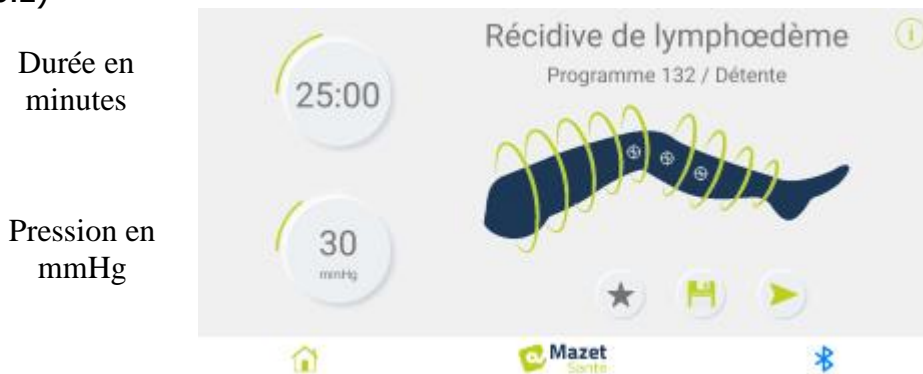 Durée en
minutes
Pression en
mmHg
25:00
30
mmHg
Récidive de lymphœdème
Programme 132 / Détente
i
Mazet
Santé